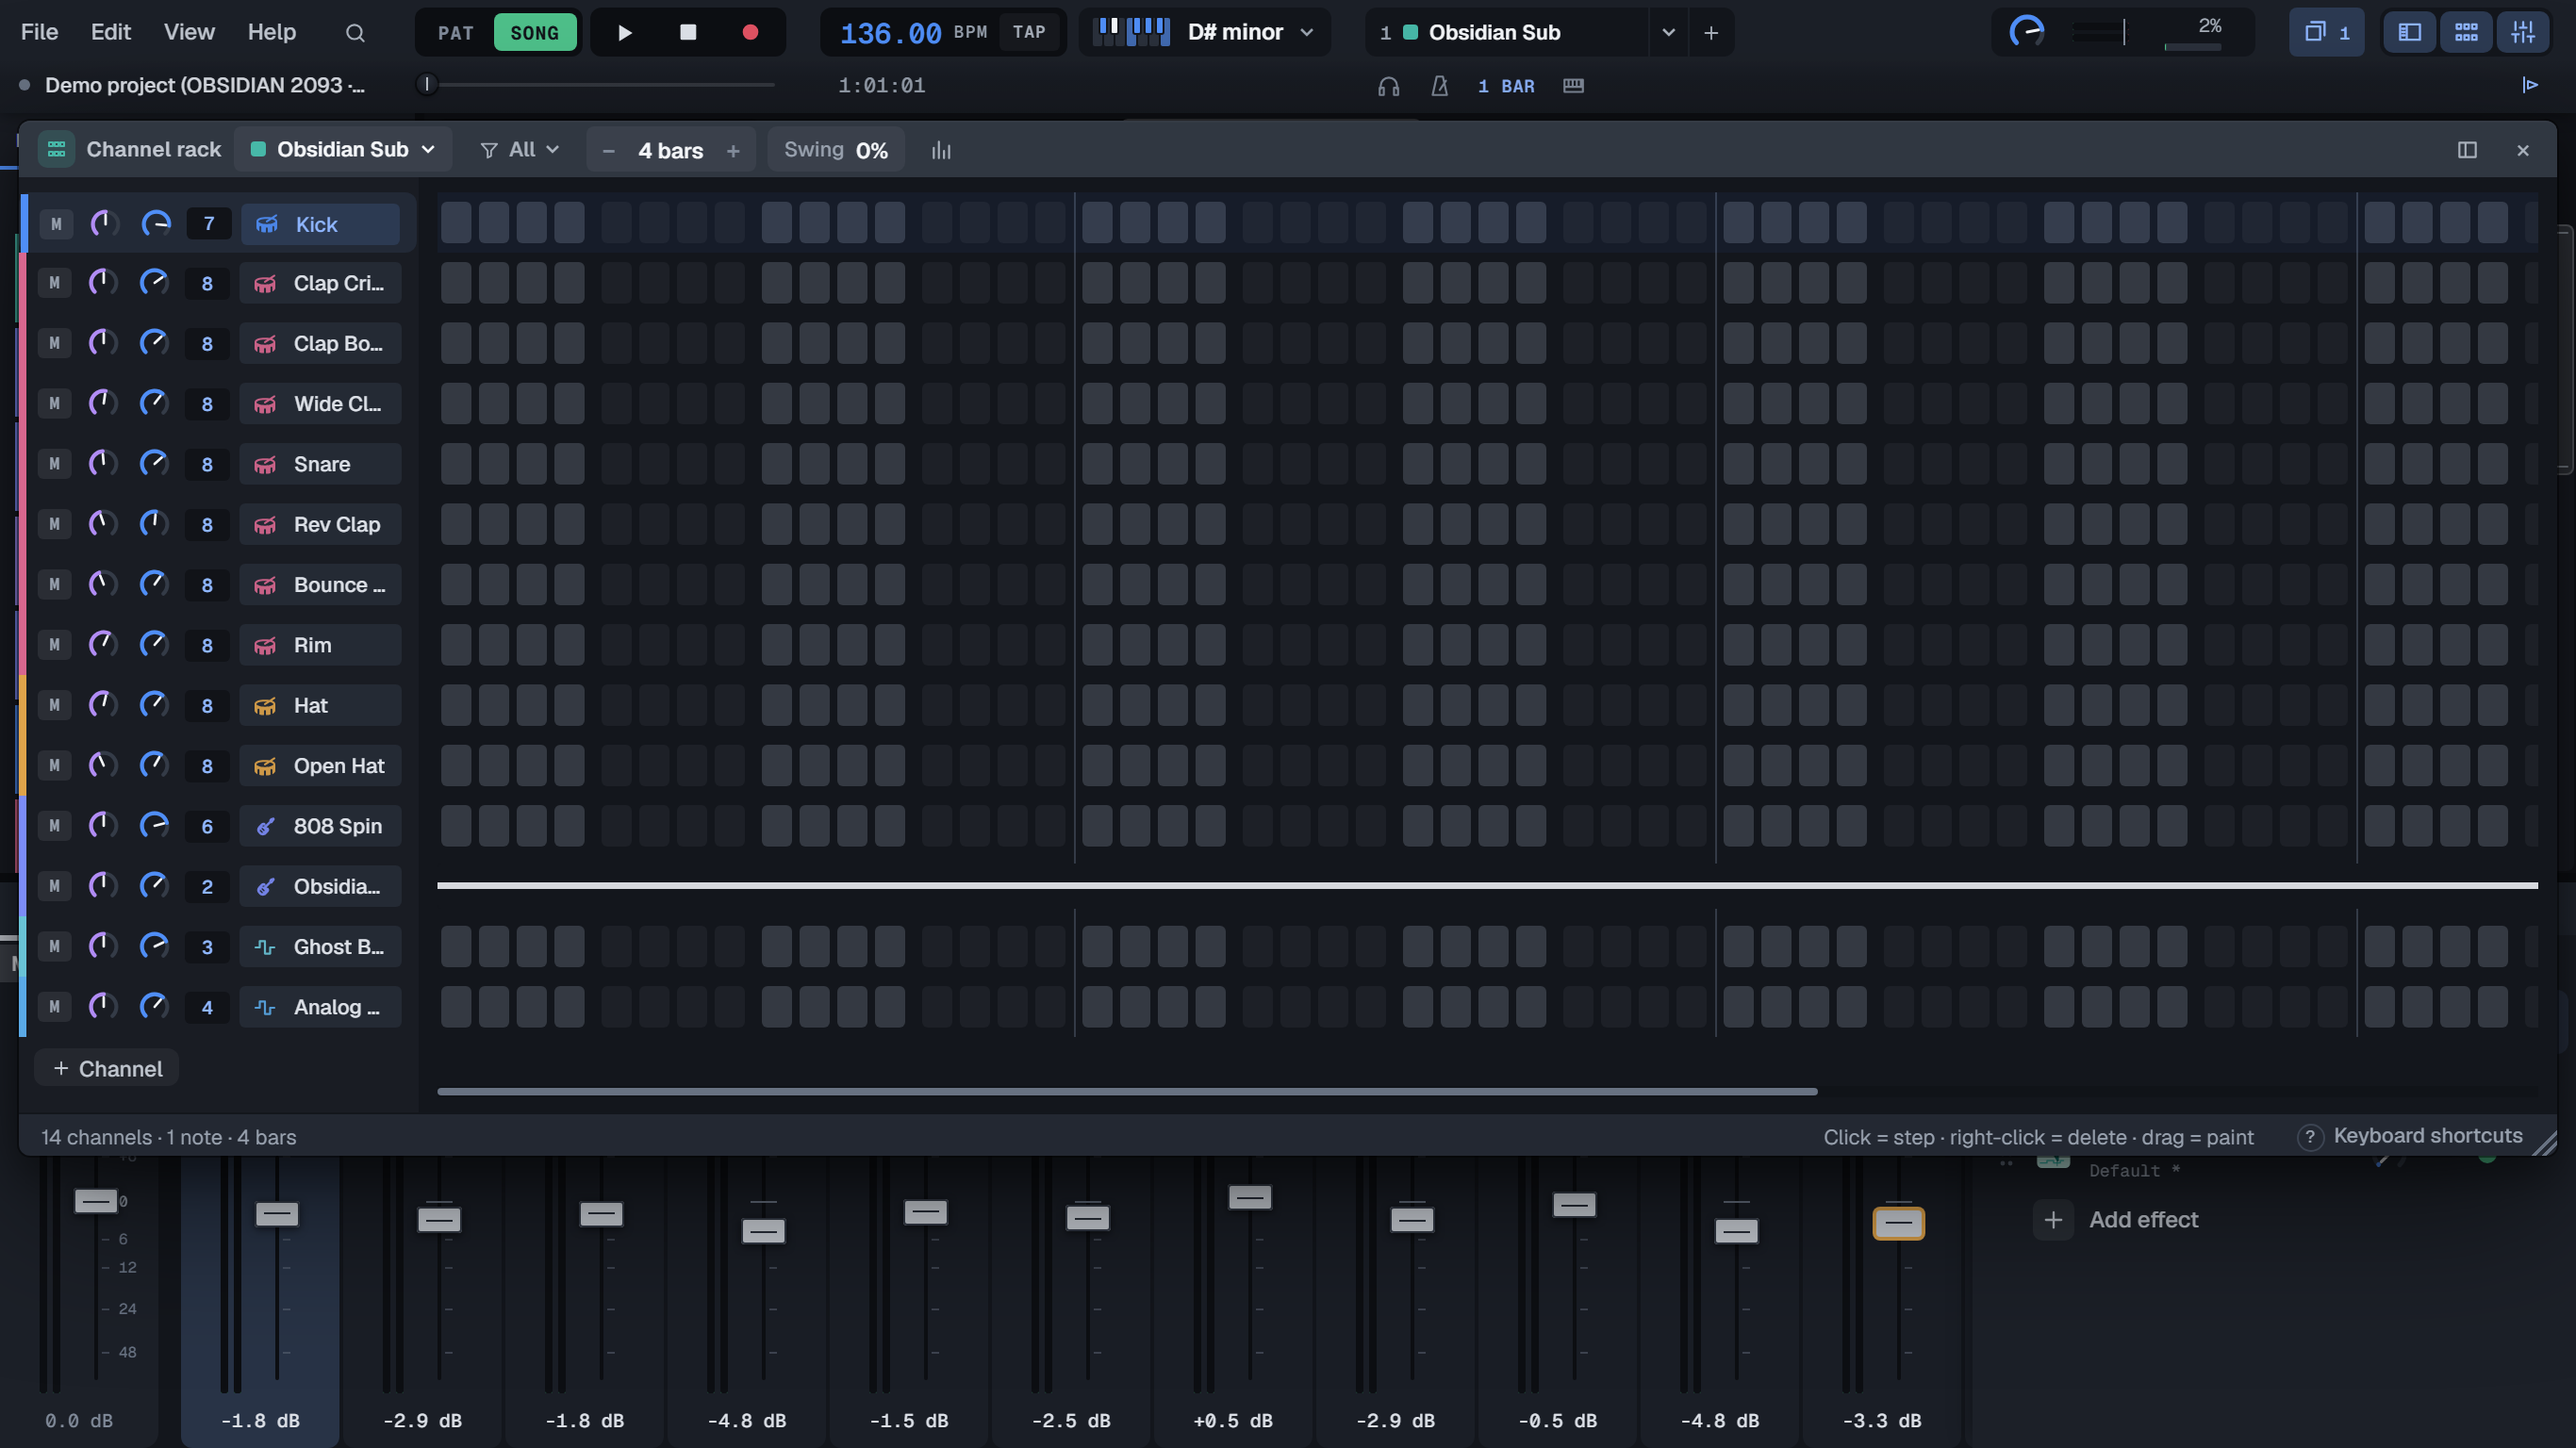 File Edit View Help PAT SONG 136.00 BPM TAP D# minor 1 Obsidian Sub 2% 1
Demo project (OBSIDIAN 2093 ·... 1:01:01 1 BAR
Channel rack Obsidian Sub All − 4 bars + Swing 0%
M 7 Kick
M 8 Clap Cri...
M 8 Clap Bo...
M 8 Wide Cl...
M 8 Snare
M 8 Rev Clap
M 8 Bounce ...
M 8 Rim
M 8 Hat
M 8 Open Hat
M 6 808 Spin
M 2 Obsidia...
M 3 Ghost B...
M 4 Analog ...
+ Channel
14 channels · 1 note · 4 bars Click = step · right-click = delete · drag = paint ? Keyboard shortcuts
Default *
0
Add effect
6
12
24
48
0.0 dB -1.8 dB -2.9 dB -1.8 dB -4.8 dB -1.5 dB -2.5 dB +0.5 dB -2.9 dB -0.5 dB -4.8 dB -3.3 dB